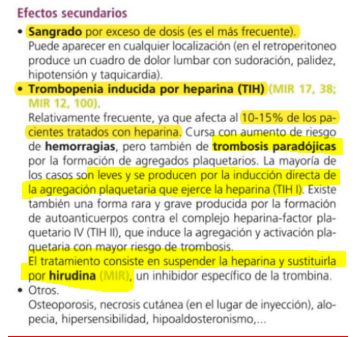 Efectos secundarios
• Sangrado por exceso de dosis (es el más frecuente).
Puede aparecer en cualquier localización (en el retroperitoneo
produce un cuadro de dolor lumbar con sudoración, palidez,
hipotensión y taquicardia).
• Trombopenia inducida por heparina (TIH) (MIR 17, 38;
MIR 12, 100).
Relativamente frecuente, ya que afecta al 10-15% de los pa-
cientes tratados con heparina. Cursa con aumento de riesgo
de hemorragias, pero también de trombosis paradójicas
por la formación de agregados plaquetarios. La mayoría de
los casos son leves y se producen por la inducción directa de
la agregación plaquetaria que ejerce la heparina (TIH I). Existe
también una forma rara y grave producida por la formación
de autoanticuerpos contra el complejo heparina-factor pla-
quetario IV (TIH II), que induce la agregación y activación pla-
quetaria con mayor riesgo de trombosis.
El tratamiento consiste en suspender la heparina y sustituirla
por hirudina (MIR), un inhibidor específico de la trombina.
• Otros.
Osteoporosis, necrosis cutánea (en el lugar de inyección), alo-
pecia, hipersensibilidad, hipoaldosteronismo,...